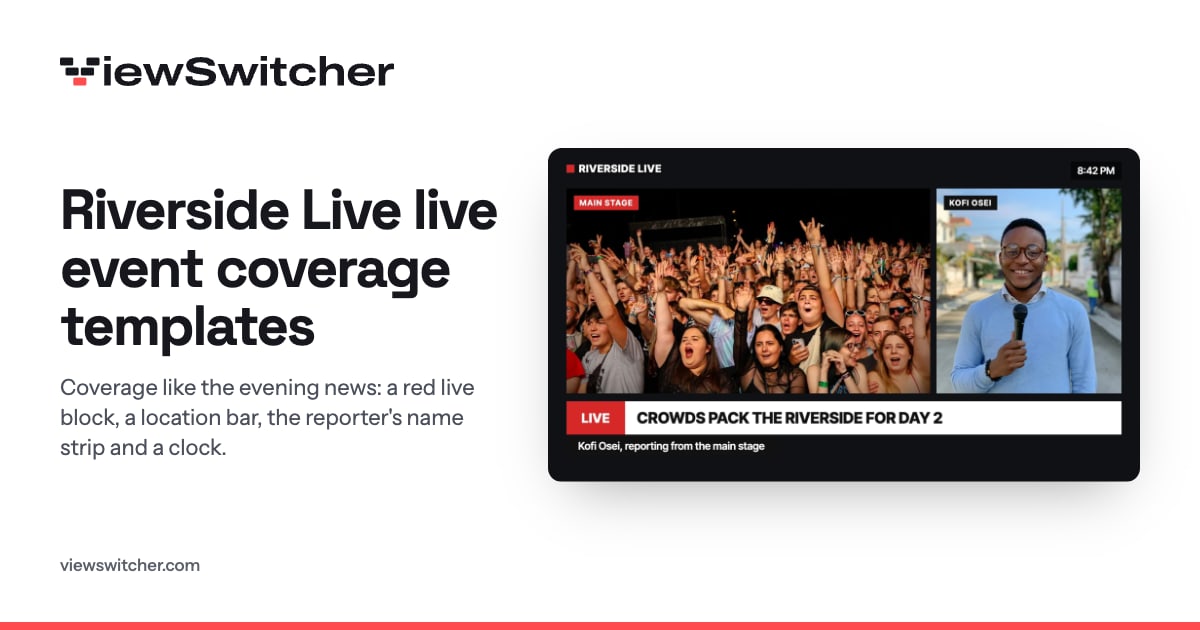 ViewSwitcher
Riverside Live live
event coverage
templates
Coverage like the evening news: a red live
block, a location bar, the reporter's name
strip and a clock.
viewswitcher.com
RIVERSIDE LIVE
8:42 PM
MAIN STAGE
KOFI OSEI
LIVE
CROWDS PACK THE RIVERSIDE FOR DAY 2
Kofi Osei, reporting from the main stage